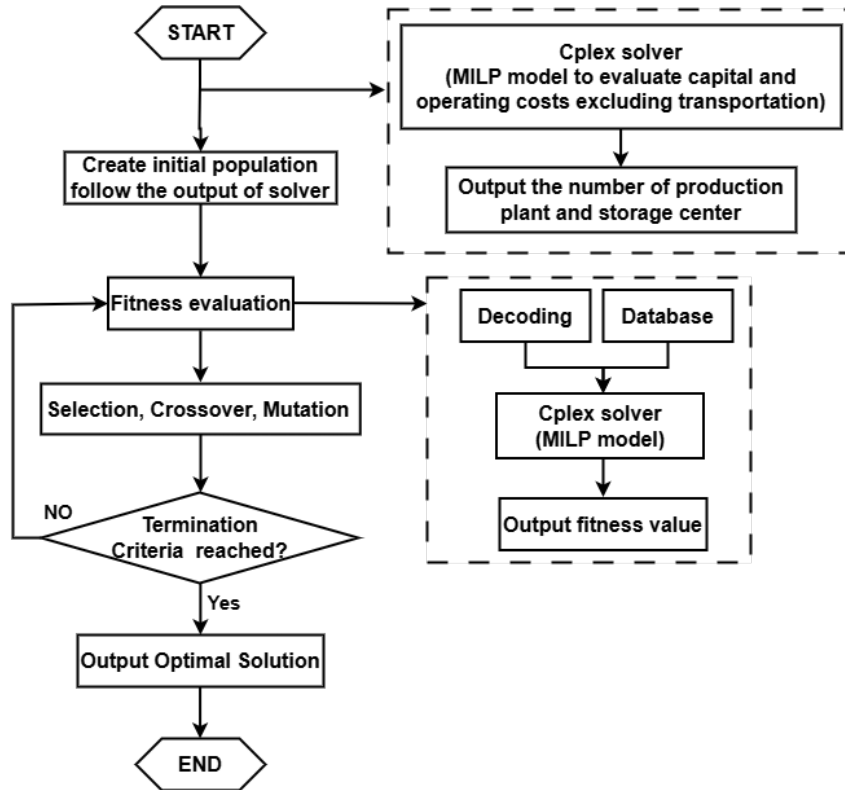 START
Cplex solver
(MILP model to evaluate capital and
operating costs excluding transportation)
Output the number of production
plant and storage center
Create initial population
follow the output of solver
Fitness evaluation
Decoding
Database
Cplex solver
(MILP model)
Output fitness value
Selection, Crossover, Mutation
NO
Termination
Criteria reached?
Yes
Output Optimal Solution
END